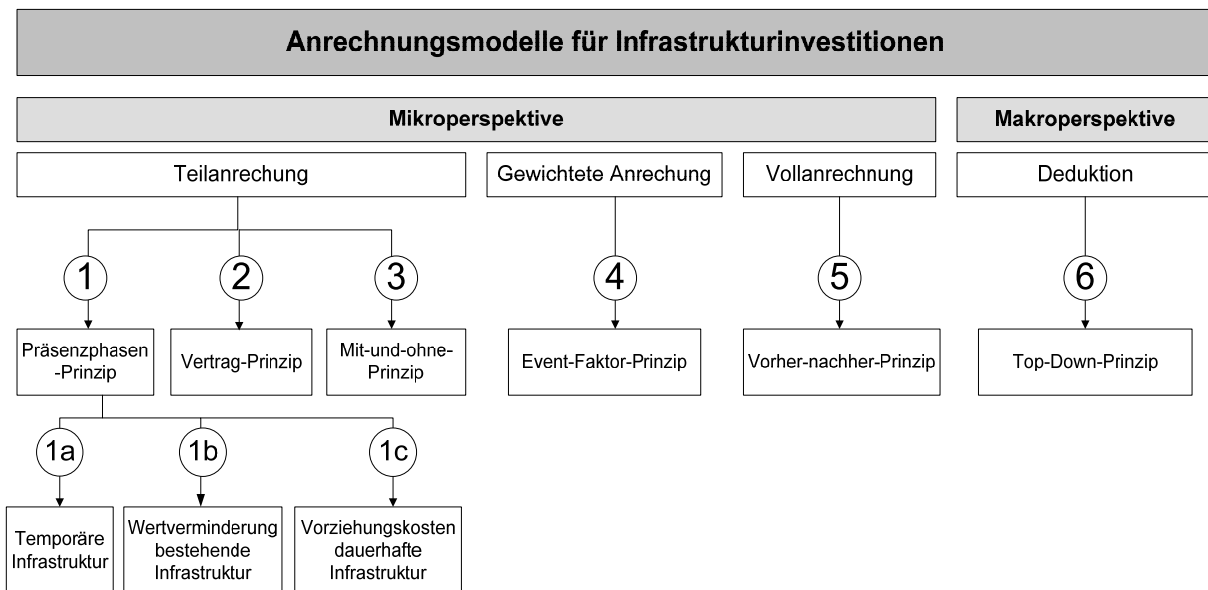 Anrechnungsmodelle für Infrastrukturinvestitionen
Mikroperspektive
Makroperspektive
Teilanrechung
Gewichtete Anrechung
Vollanrechnung
Deduktion
1
2
3
4
5
6
Präsenzphasen
-Prinzip
Vertrag-Prinzip
Mit-und-ohne-
Prinzip
Event-Faktor-Prinzip
Vorher-nachher-Prinzip
Top-Down-Prinzip
1a
1b
1c
Temporäre
Infrastruktur
Wertverminderung
bestehende
Infrastruktur
Vorziehungskosten
dauerhafte
Infrastruktur